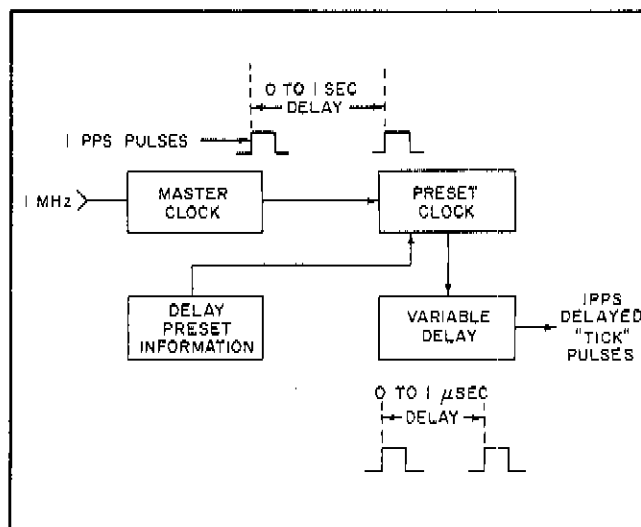 0 TO 1 SEC
DELAY
1 PPS PULSES
1 MHz
MASTER
CLOCK
PRESET
CLOCK
DELAY
PRESET
INFORMATION
VARIABLE
DELAY
1PPS
DELAYED
"TICK"
PULSES
0 TO 1 μSEC
DELAY